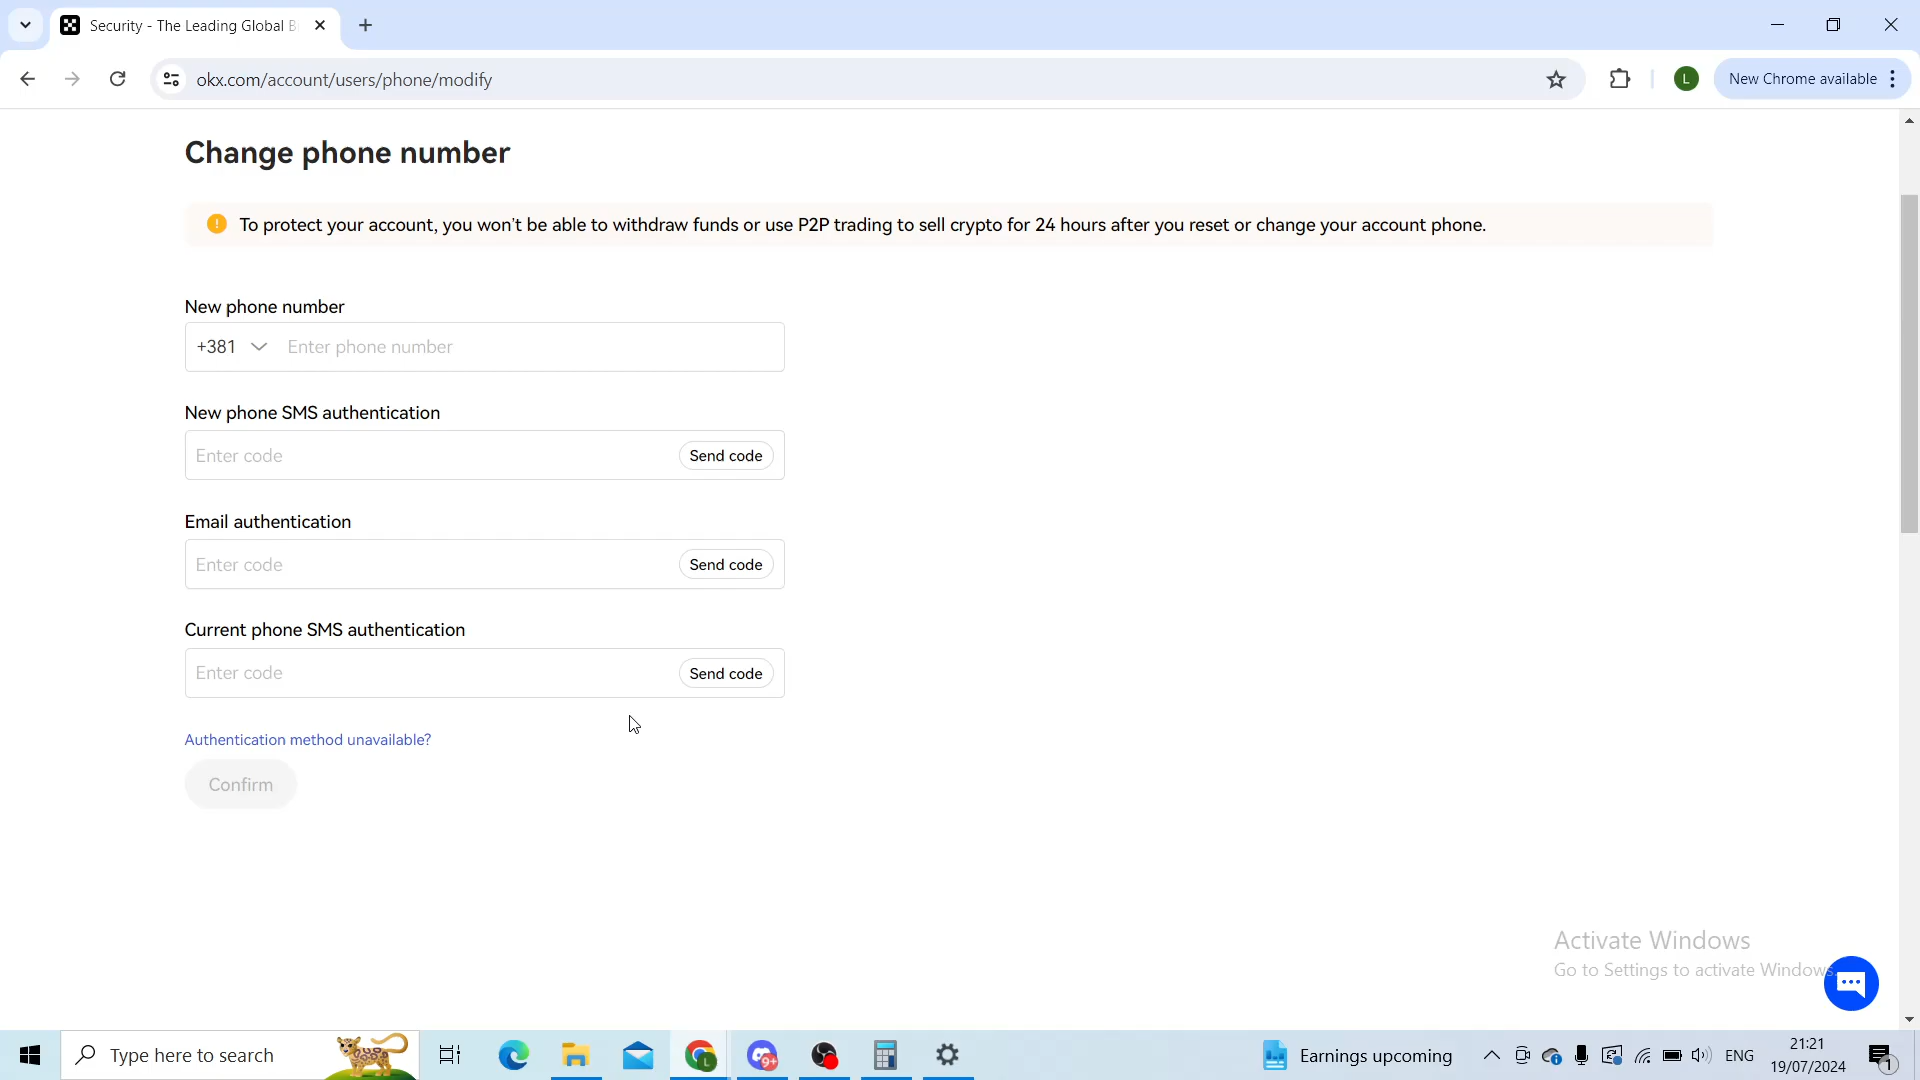 Security - The Leading Global B
okx.com/account/users/phone/modify
L
New Chrome available
Change phone number
! To protect your account, you won't be able to withdraw funds or use P2P trading to sell crypto for 24 hours after you reset or change your account phone.
New phone number
+381 Enter phone number
New phone SMS authentication
Enter code Send code
Email authentication
Enter code Send code
Current phone SMS authentication
Enter code Send code
Authentication method unavailable?
Confirm
Activate Windows
Go to Settings to activate Windows.
Type here to search
L
9+
Earnings upcoming
ENG
21:21
19/07/2024
1